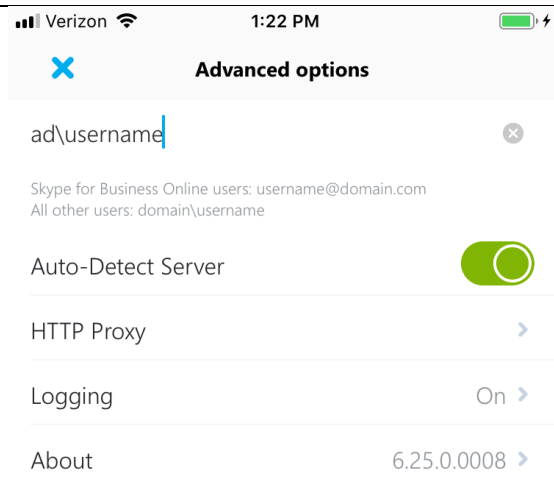 Verizon 1:22 PM
Advanced options
ad\username
Skype for Business Online users: username@domain.com
All other users: domain\username
Auto-Detect Server
HTTP Proxy
Logging On
About 6.25.0.0008